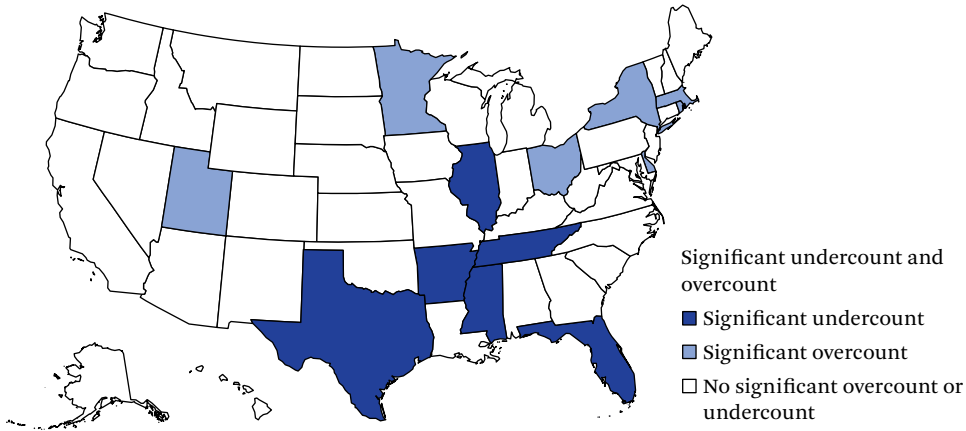 Significant undercount and
overcount
Significant undercount
Significant overcount
No significant overcount or
undercount